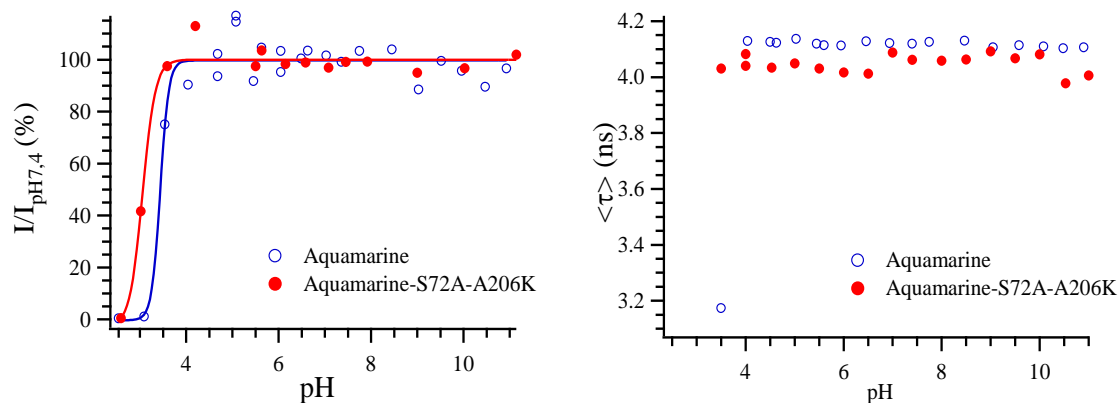 I/I pH7,4 (%)
100
80
60
40
20
0
Aquamarine
Aquamarine-S72A-A206K
4 6 8 10
pH
<τ> (ns)
4.2
4.0
3.8
3.6
3.4
3.2
Aquamarine
Aquamarine-S72A-A206K
4 6 8 10
pH